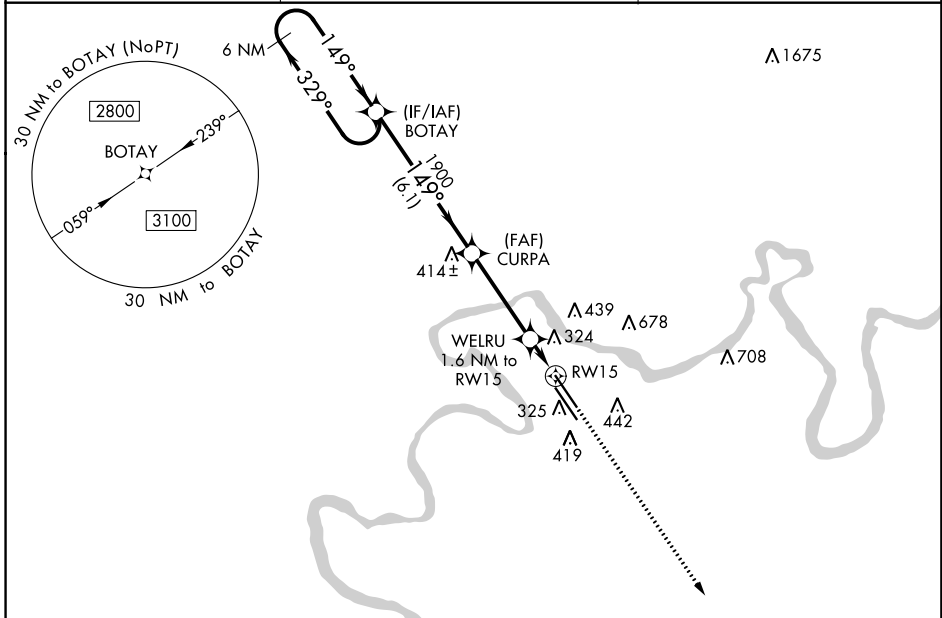 30 NM to BOTAY (NoPT)
2800
BOTAY
239°
059°
3100
30 NM to BOTAY
6 NM
149°
329°
(IF/IAF)
BOTAY
1900
149°
(6.1)
(FAF)
CURPA
414±
1675
439
678
324
708
WELRU
1.6 NM to
RW15
RW15
325
442
419